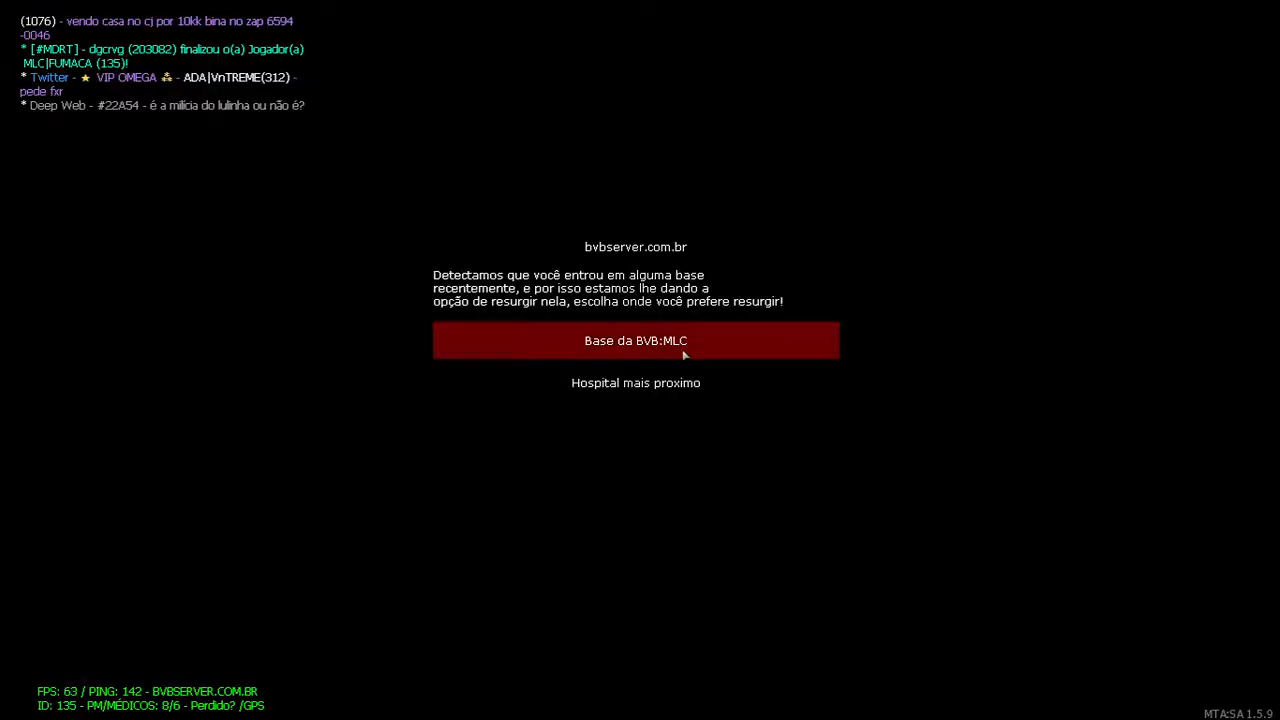 (1076) - vendo casa no cj por 10kk bina no zap 6594
-0046
* [#MDRT] - dgcrvg (203082) finalizou o(a) Jogador(a)
MLC|FUMACA (135)!
* Twitter - ★ VIP OMEGA ⁂ - ADA|VnTREME(312) -
pede fxr
* Deep Web - #22A54 - é a milícia do lulinha ou não é?
bvbserver.com.br
Detectamos que você entrou em alguma base
recentemente, e por isso estamos lhe dando a
opção de resurgir nela, escolha onde você prefere resurgir!
Base da BVB:MLC
Hospital mais proximo
FPS: 63 / PING: 142 - BVBSERVER.COM.BR
ID: 135 - PM/MÉDICOS: 8/6 - Perdido? /GPS
MTA:SA 1.5.9